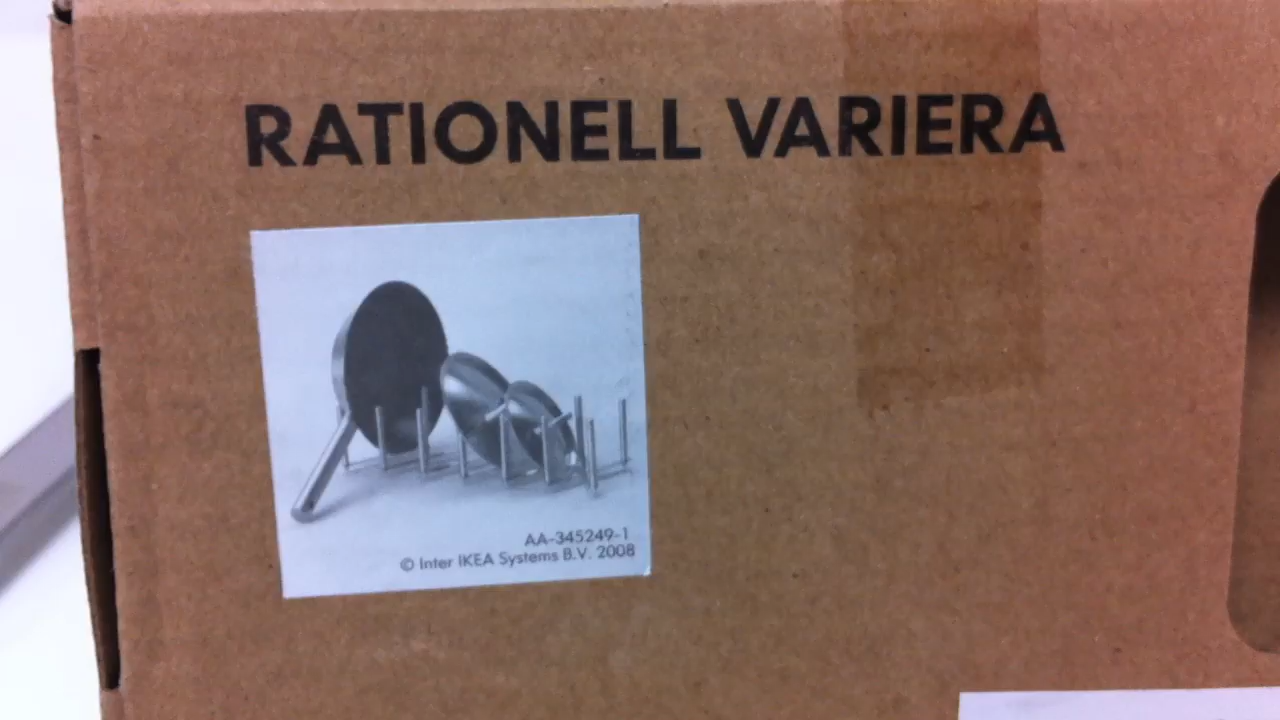 RATIONELL VARIERA
AA-345249-1
© Inter IKEA Systems B.V. 2008